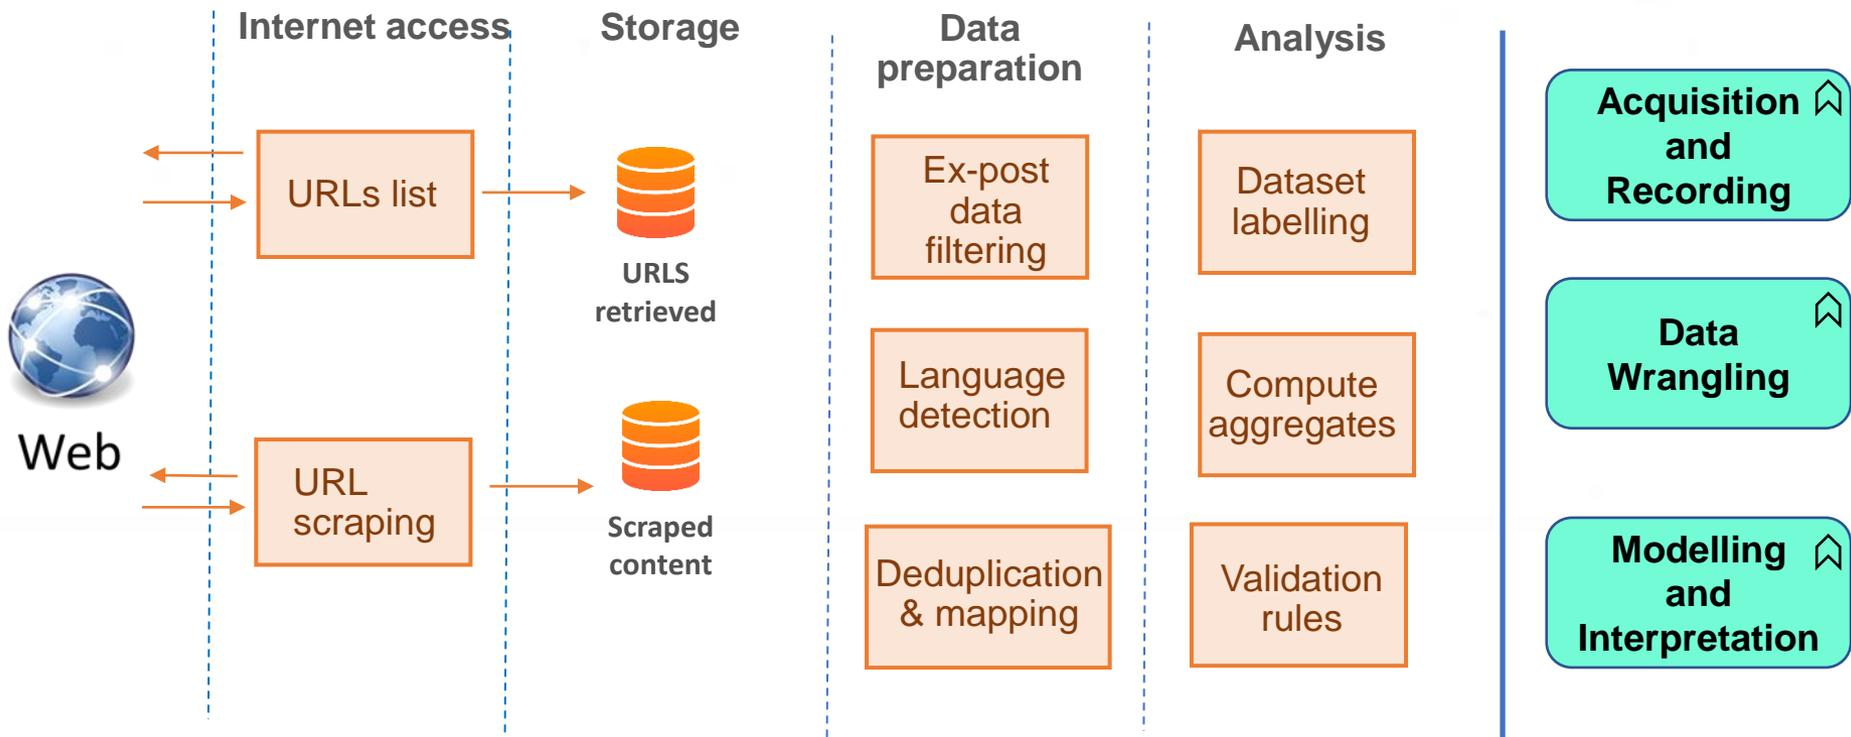 Internet access
Storage
Data
preparation
Analysis
URLs list
URLS
retrieved
Web
URL
scraping
Scraped
content
Ex-post
data
filtering
Language
detection
Deduplication
& mapping
Dataset
labelling
Compute
aggregates
Validation
rules
Acquisition
and
Recording
Data
Wrangling
Modelling
and
Interpretation